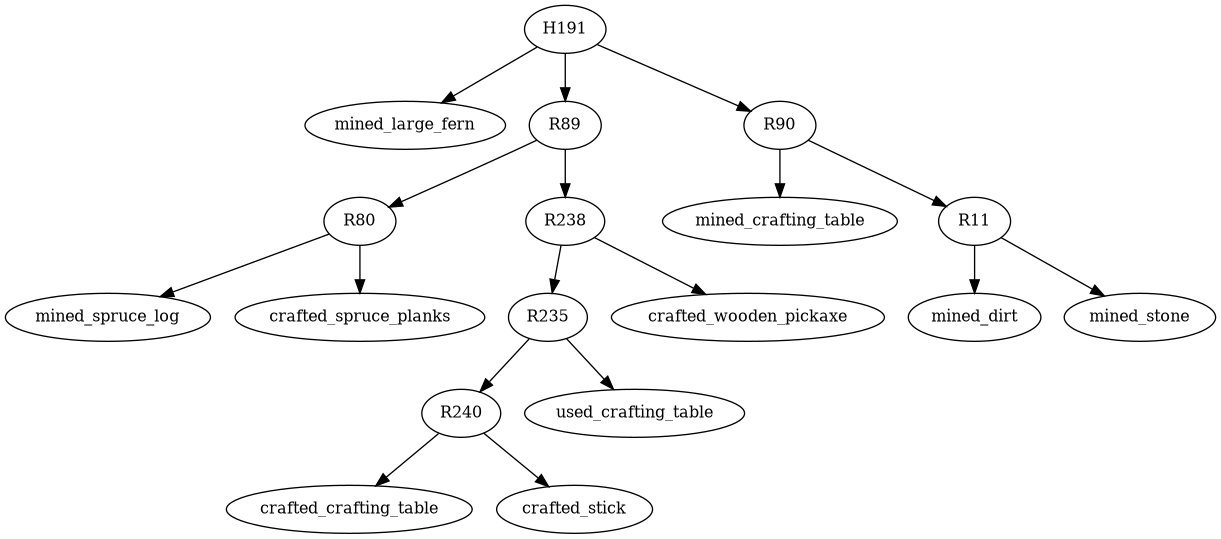 H191
mined_large_fern
R89
R90
R80
R238
mined_crafting_table
R11
mined_spruce_log
crafted_spruce_planks
R235
crafted_wooden_pickaxe
mined_dirt
mined_stone
R240
used_crafting_table
crafted_crafting_table
crafted_stick